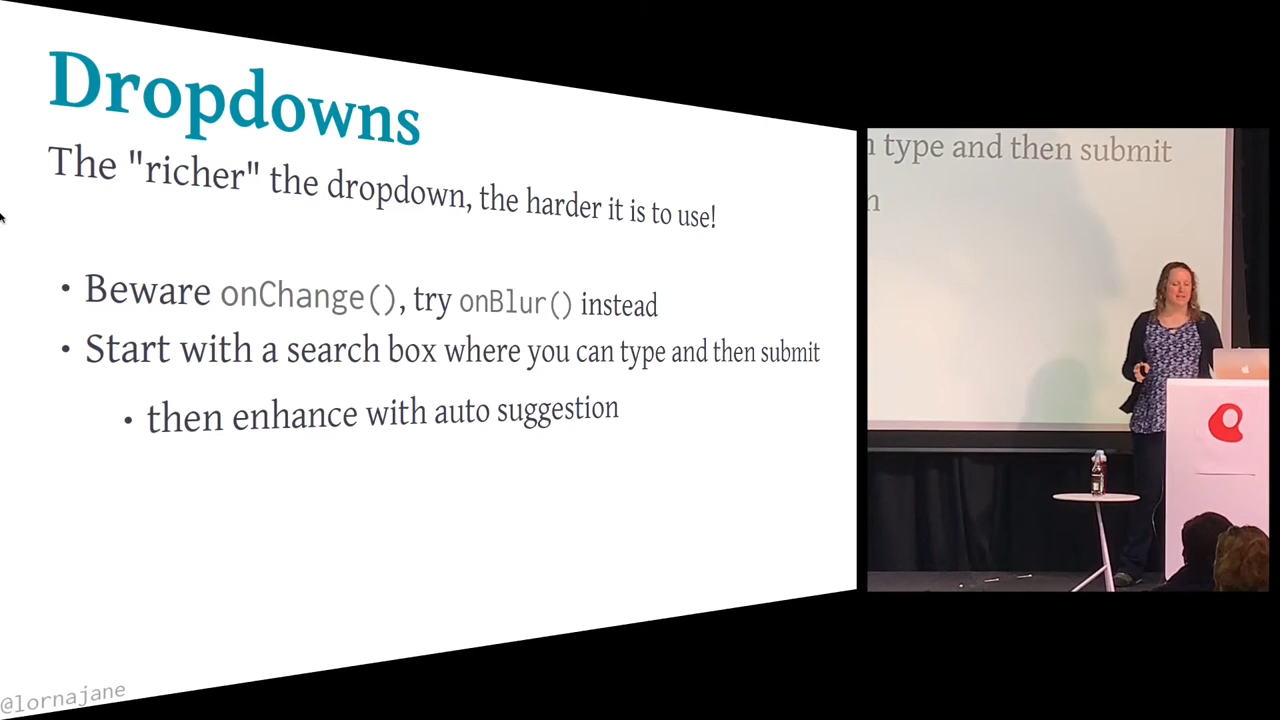 Dropdowns
The "richer" the dropdown, the harder it is to use!
• Beware onChange(), try onBlur() instead
• Start with a search box where you can type and then submit
• then enhance with auto suggestion
@lornajane
type and then submit